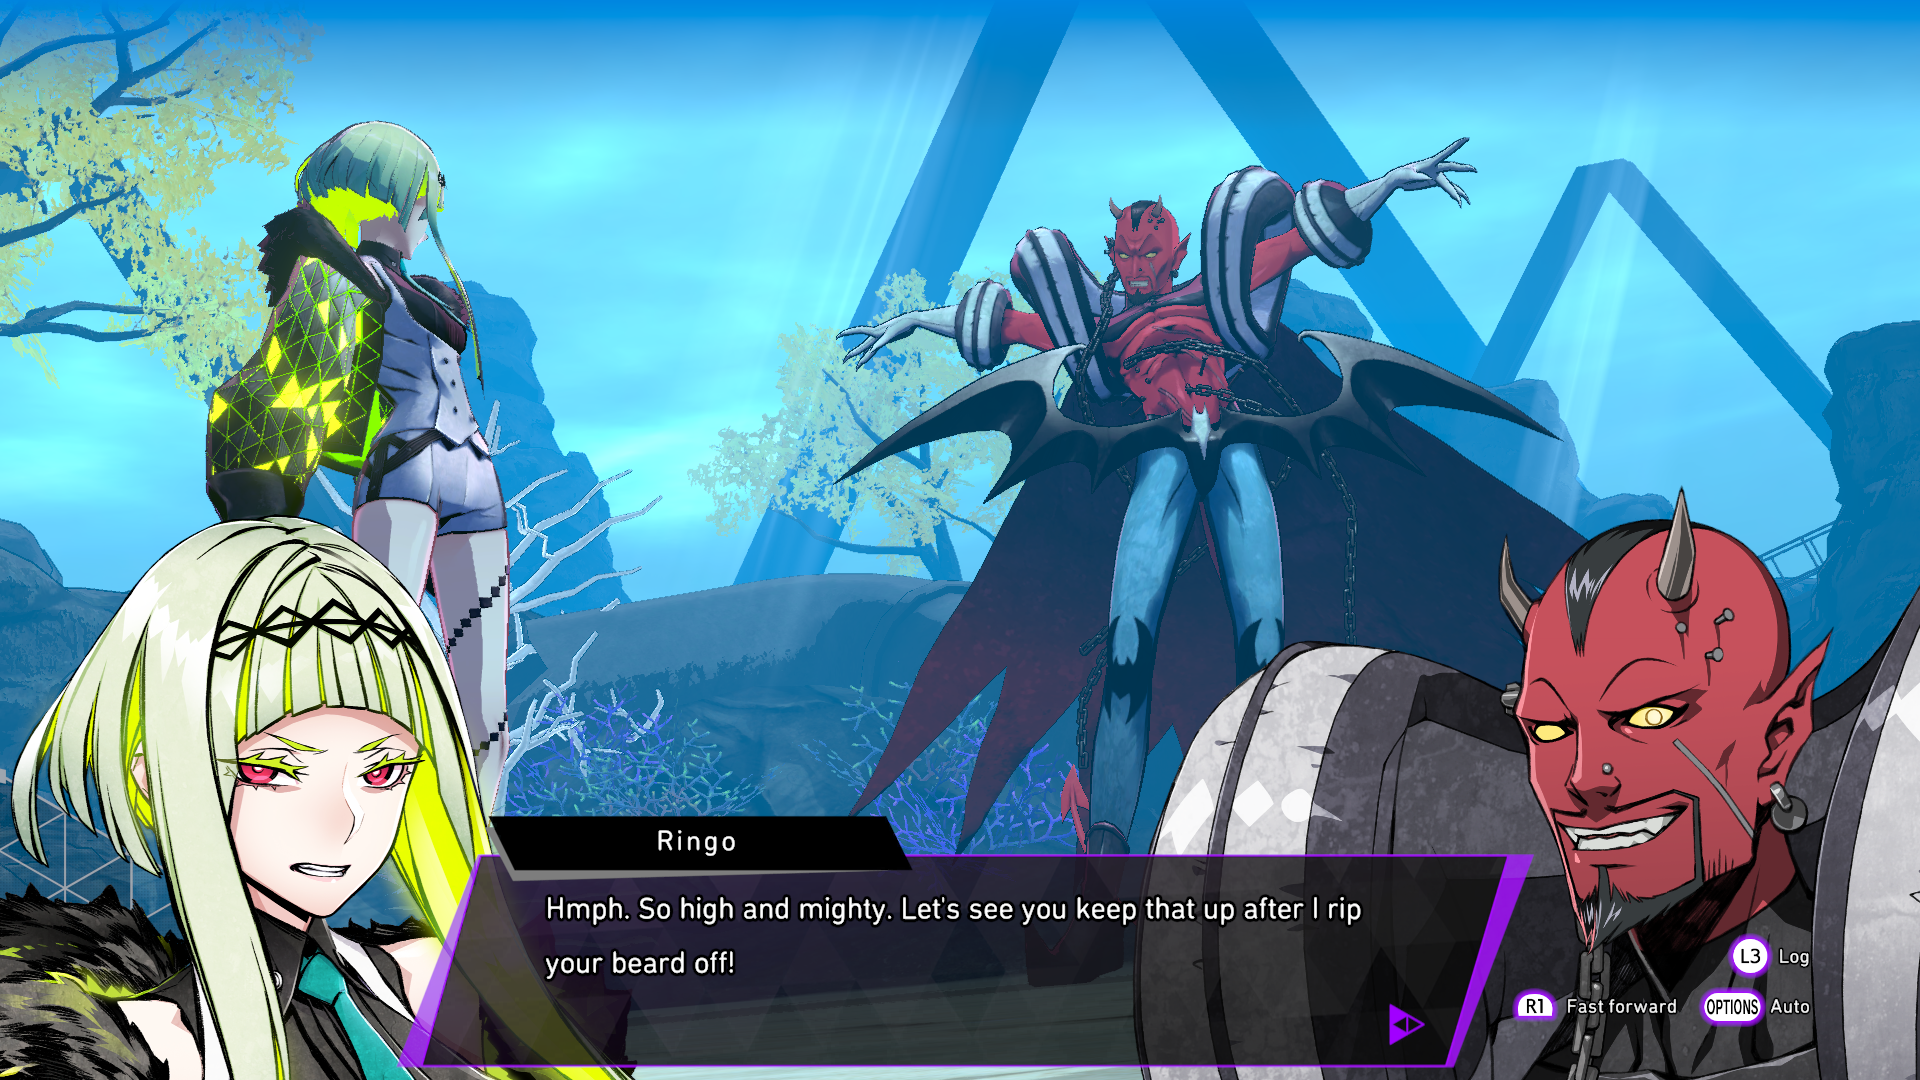 Ringo
Hmph. So high and mighty. Let's see you keep that up after I rip
your beard off!
L3 Log
R1 Fast forward OPTIONS Auto